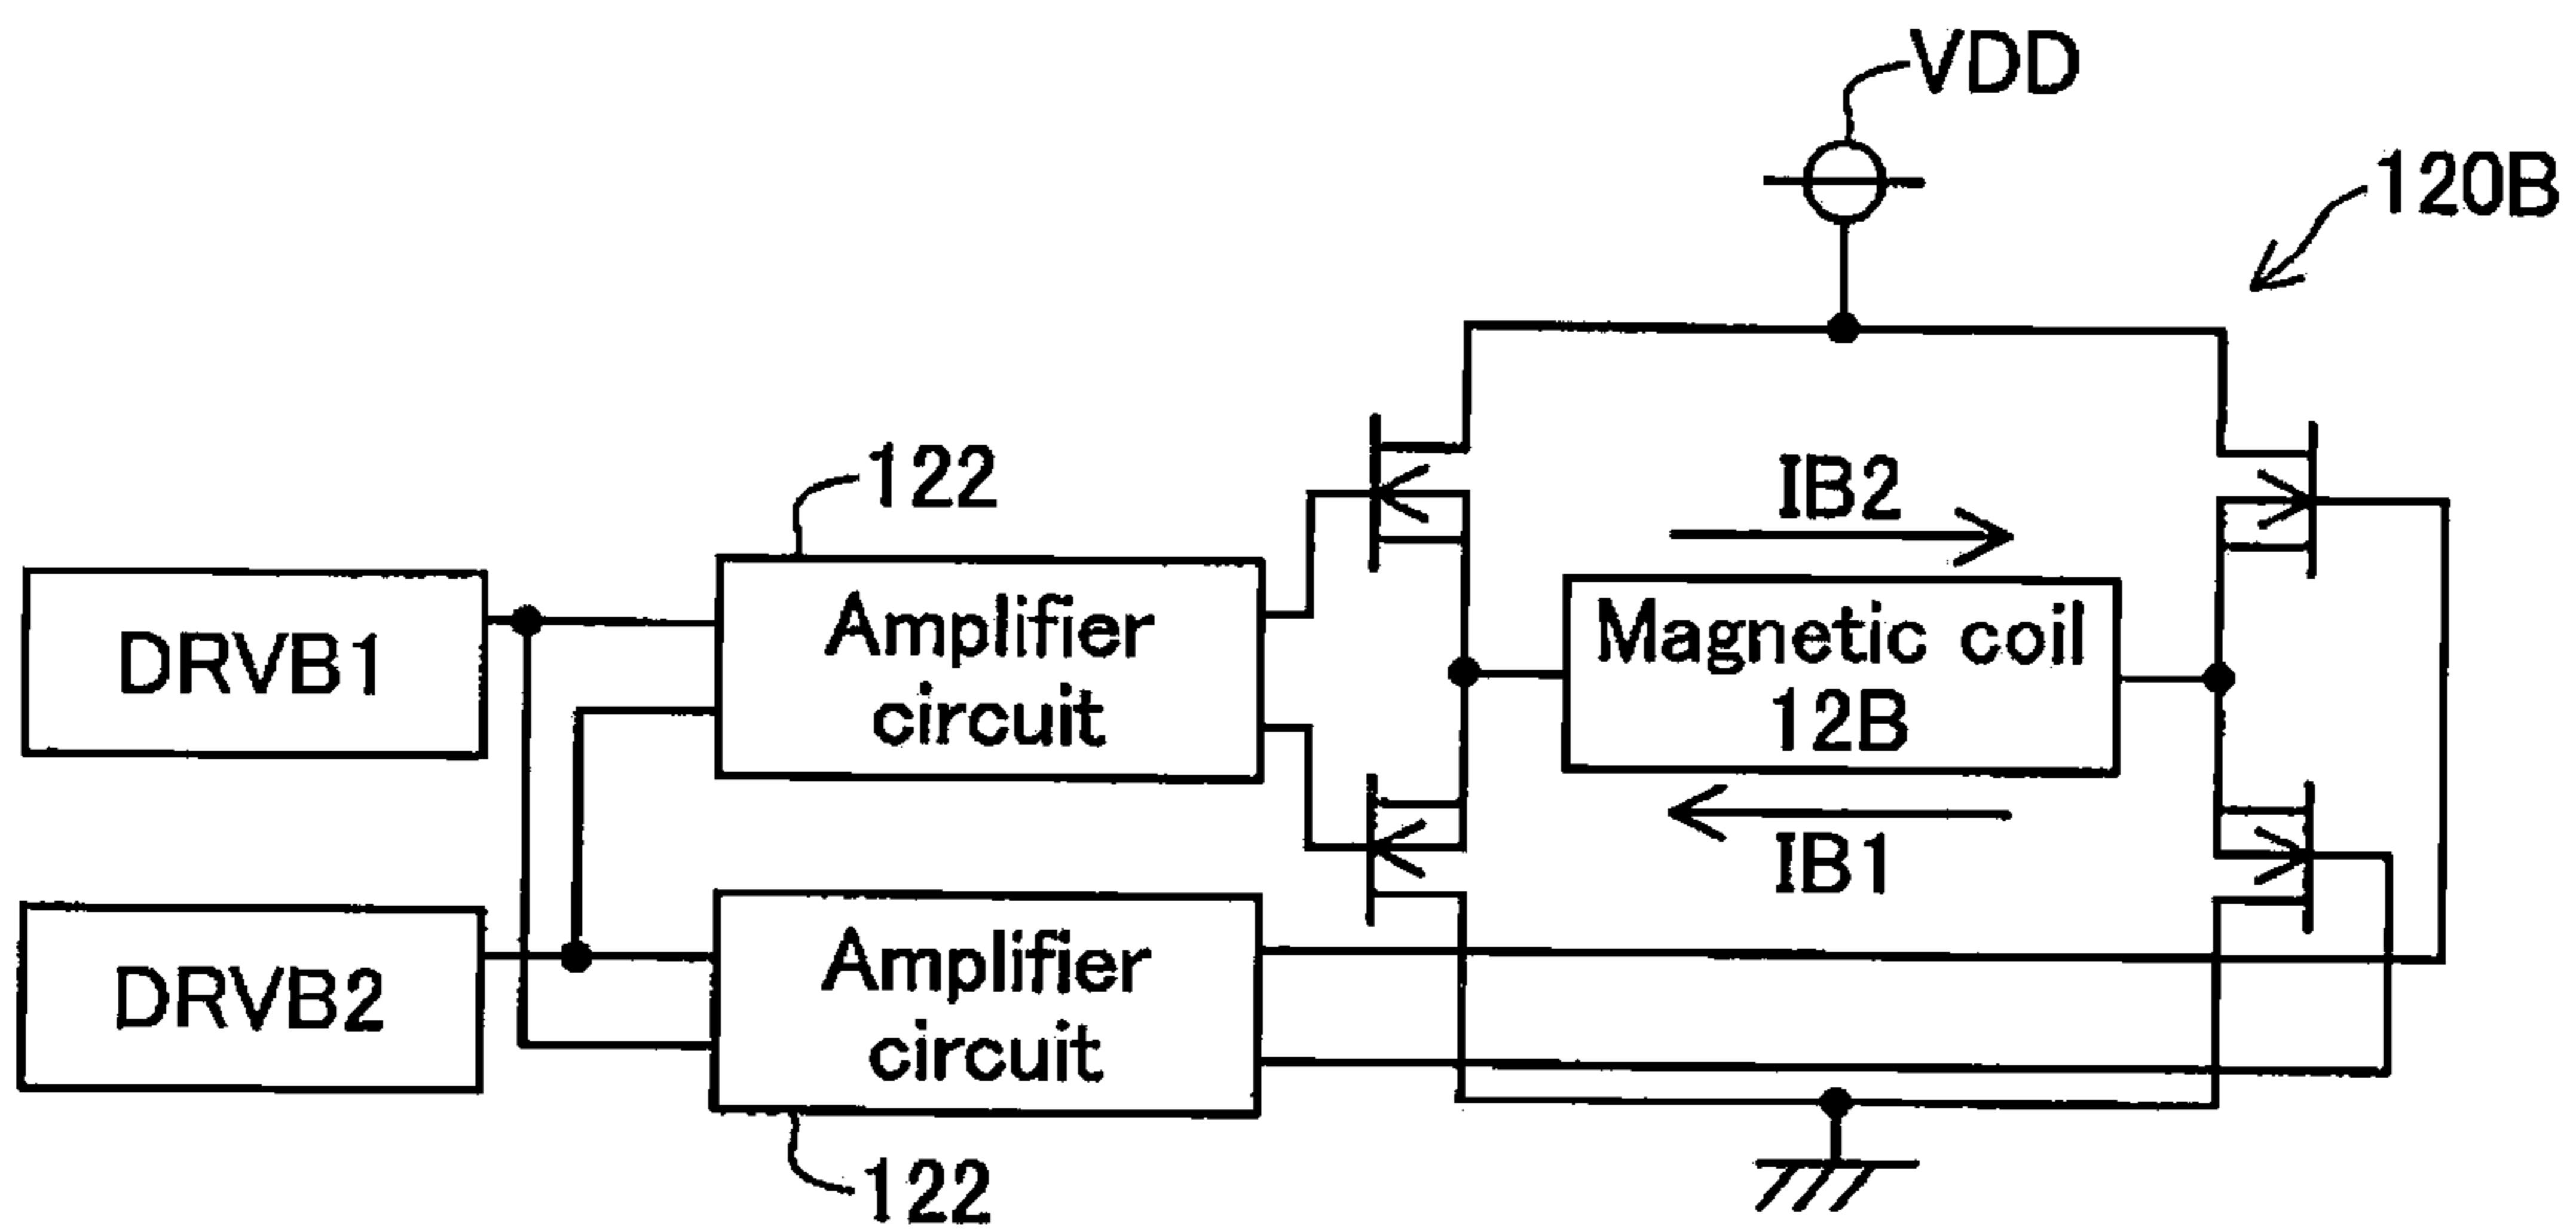 VDD
120B
122
IB2
DRVB1
Amplifier
circuit
Magnetic coil
12B
IB1
DRVB2
Amplifier
circuit
122